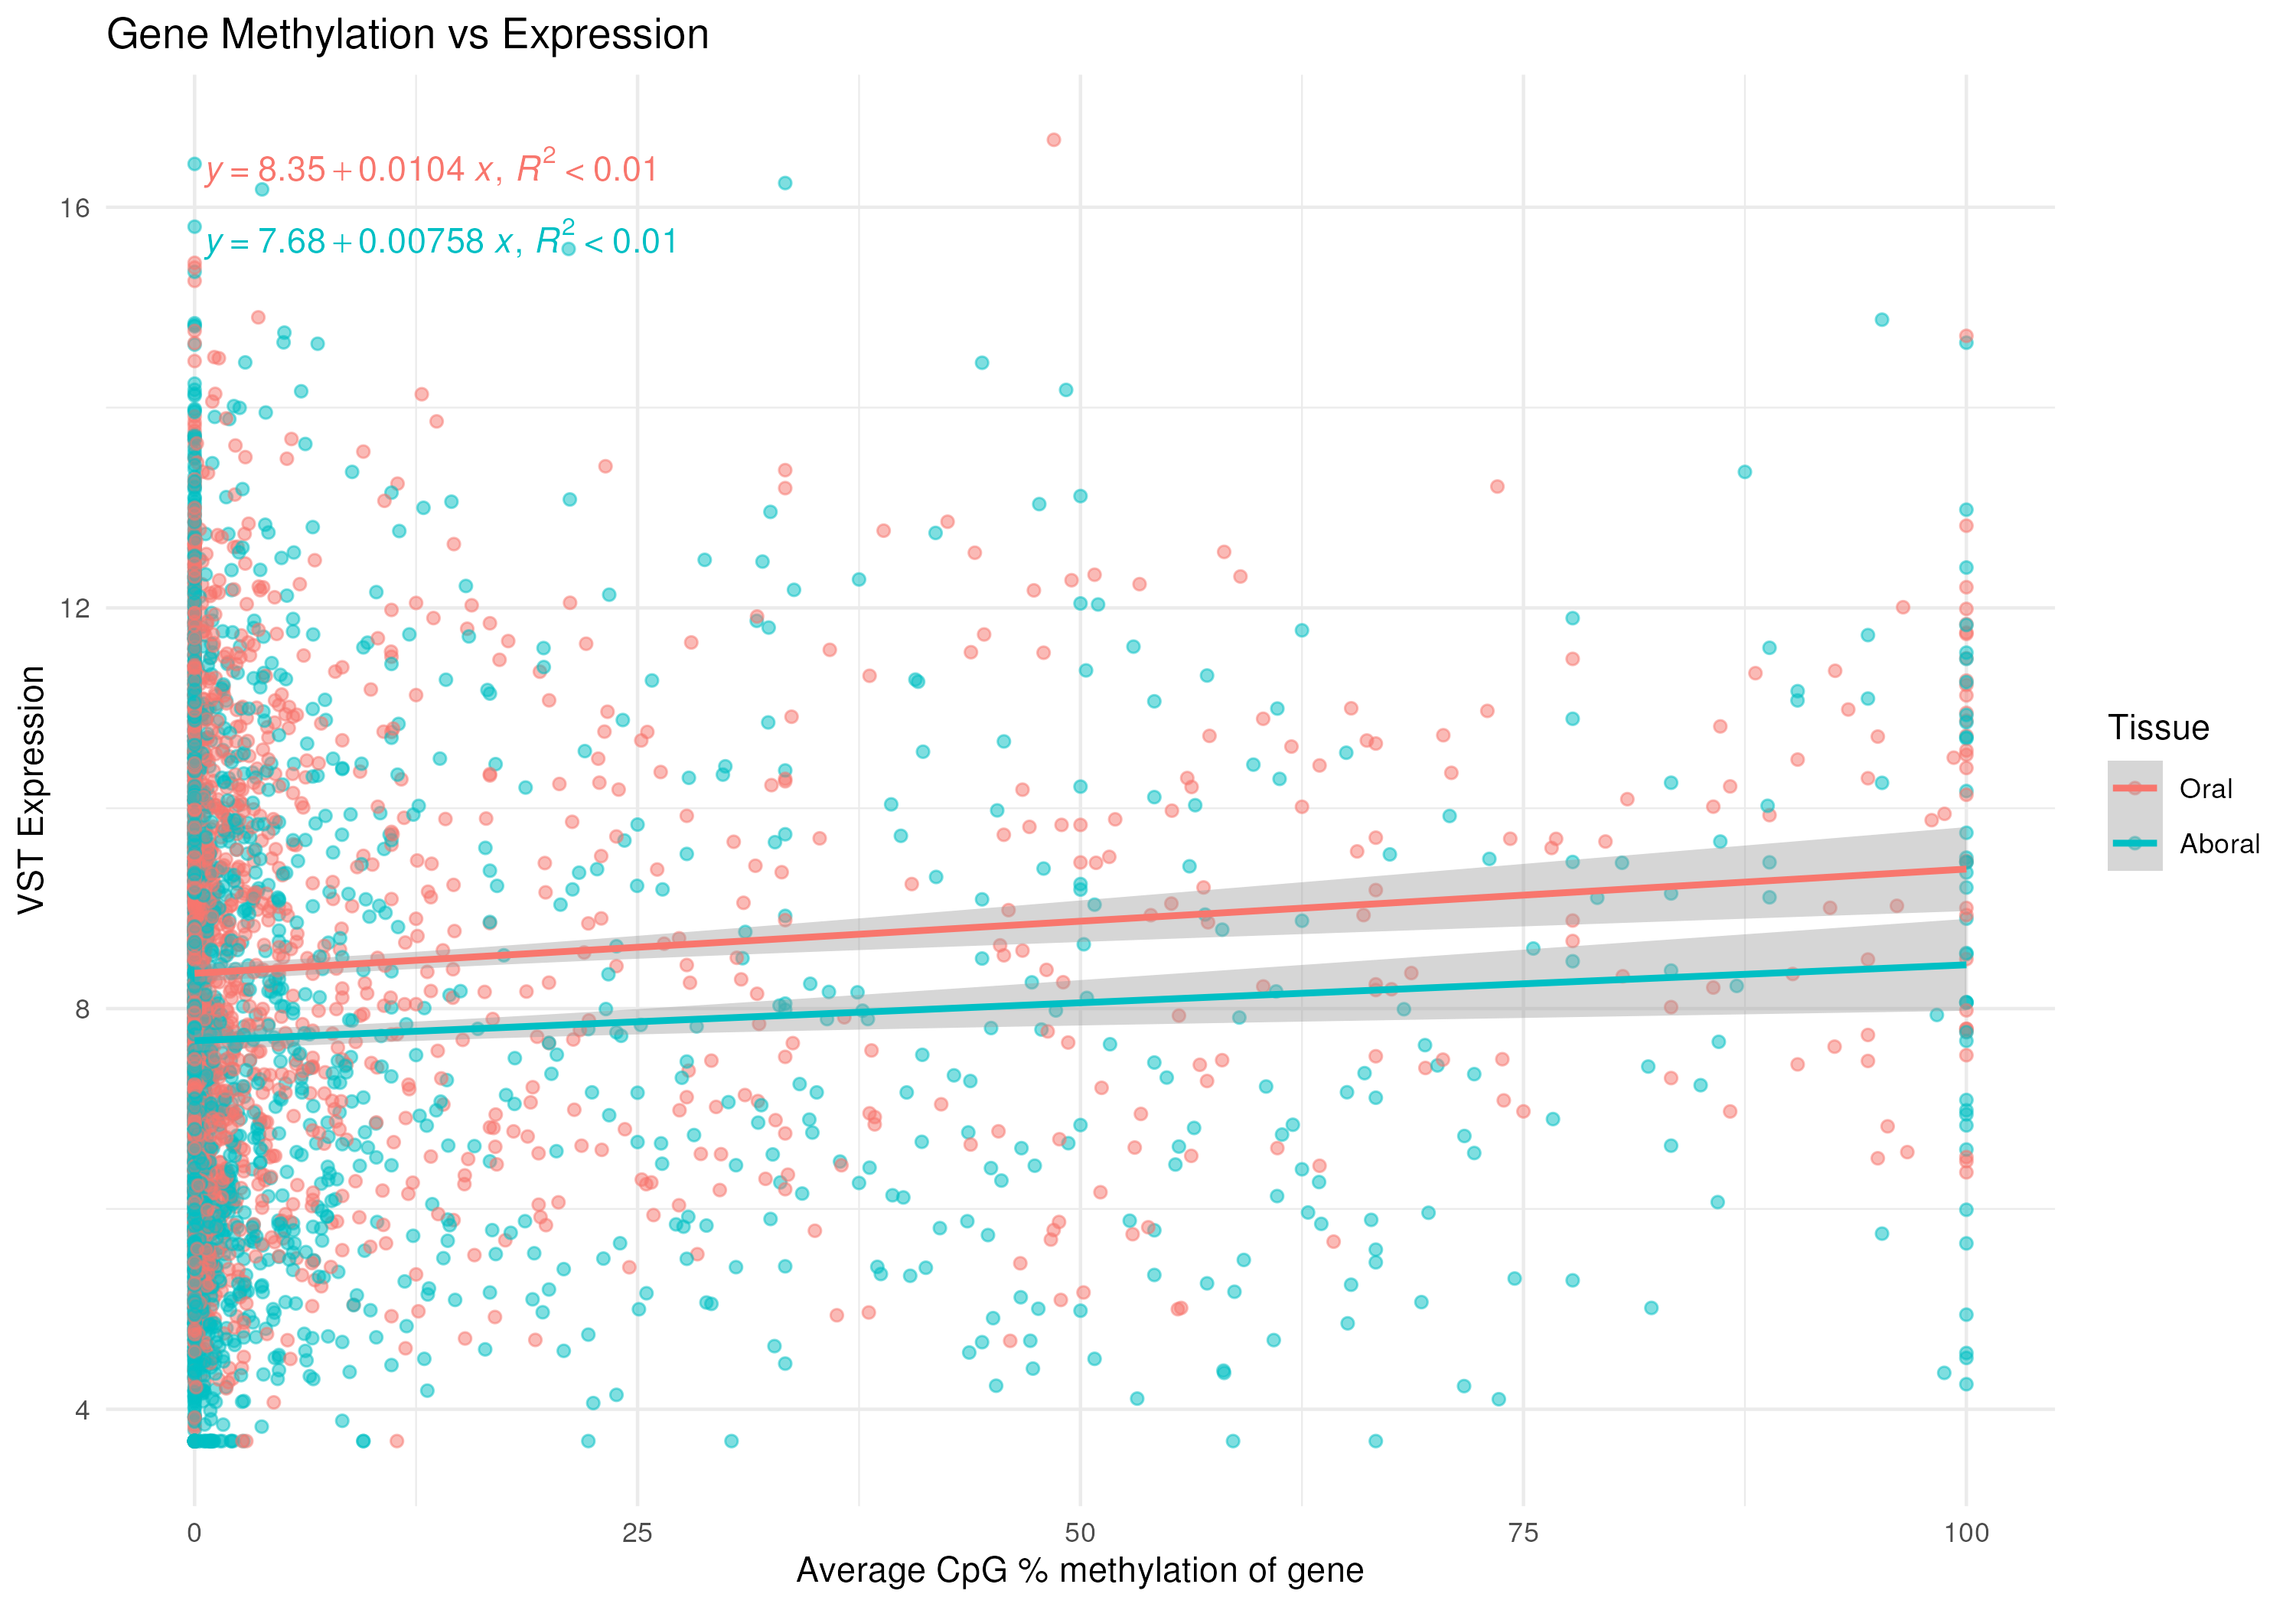 Gene Methylation vs Expression
y = 8.35 + 0.0104 x, R² < 0.01
y = 7.68 + 0.00758 x, R² < 0.01
16
12
8
4
VST Expression
0 25 50 75 100
Average CpG % methylation of gene
Tissue
Oral
Aboral